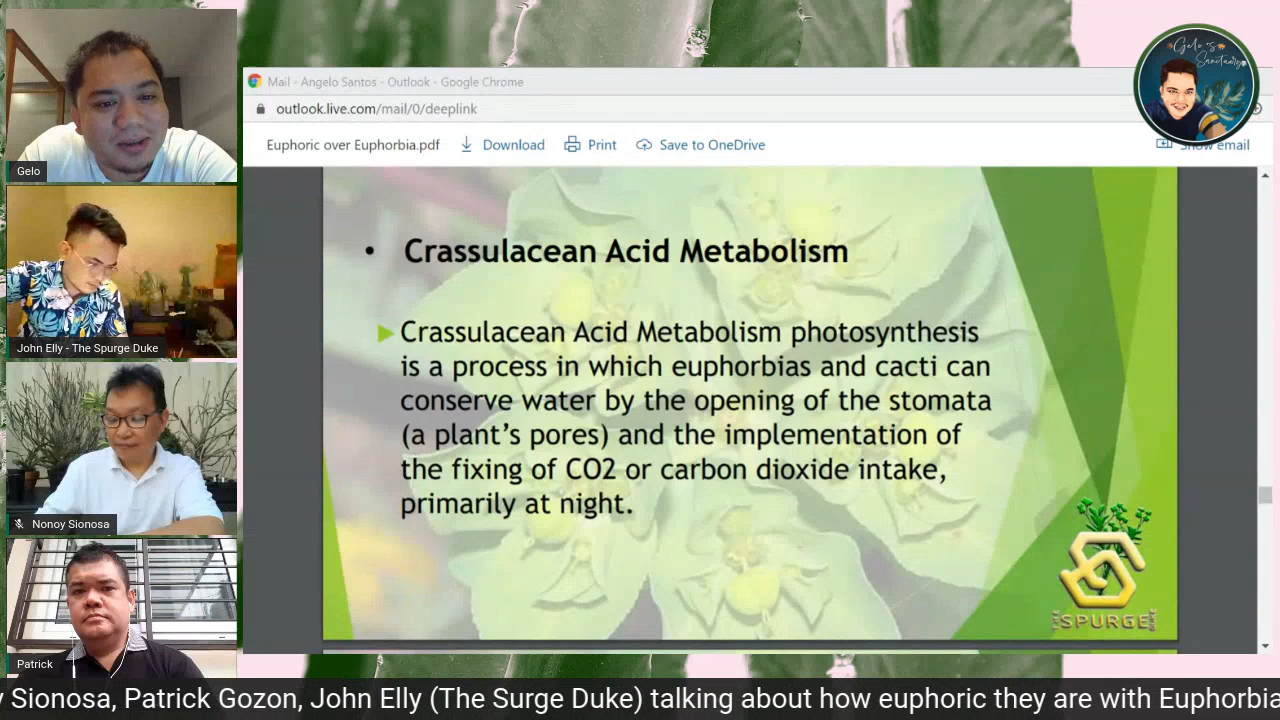 Gelo's
Sanctuary
Mail - Angelo Santos - Outlook - Google Chrome
outlook.live.com/mail/0/deeplink
Euphoric over Euphorbia.pdf Download Print Save to OneDrive Show email
Gelo
John Elly - The Spurge Duke
Nonoy Sionosa
Patrick
• Crassulacean Acid Metabolism
Crassulacean Acid Metabolism photosynthesis
is a process in which euphorbias and cacti can
conserve water by the opening of the stomata
(a plant's pores) and the implementation of
the fixing of CO2 or carbon dioxide intake,
primarily at night.
THE SPURGE DUKE
y Sionosa, Patrick Gozon, John Elly (The Surge Duke) talking about how euphoric they are with Euphorbia